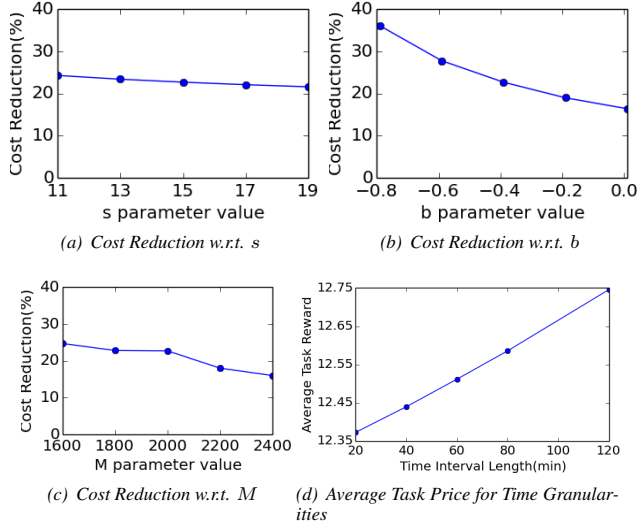 40
30
20
10
0
Cost Reduction(%)
11 13 15 17 19
s parameter value
(a) Cost Reduction w.r.t. s
40
30
20
10
0
Cost Reduction(%)
−0.8 −0.6 −0.4 −0.2 0.0
b parameter value
(b) Cost Reduction w.r.t. b
40
30
20
10
0
Cost Reduction(%)
1600 1800 2000 2200 2400
M parameter value
(c) Cost Reduction w.r.t. M
12.75
12.65
12.55
12.45
12.35
Average Task Reward
20 40 60 80 100 120
Time Interval Length(min)
(d) Average Task Price for Time Granular-
ities